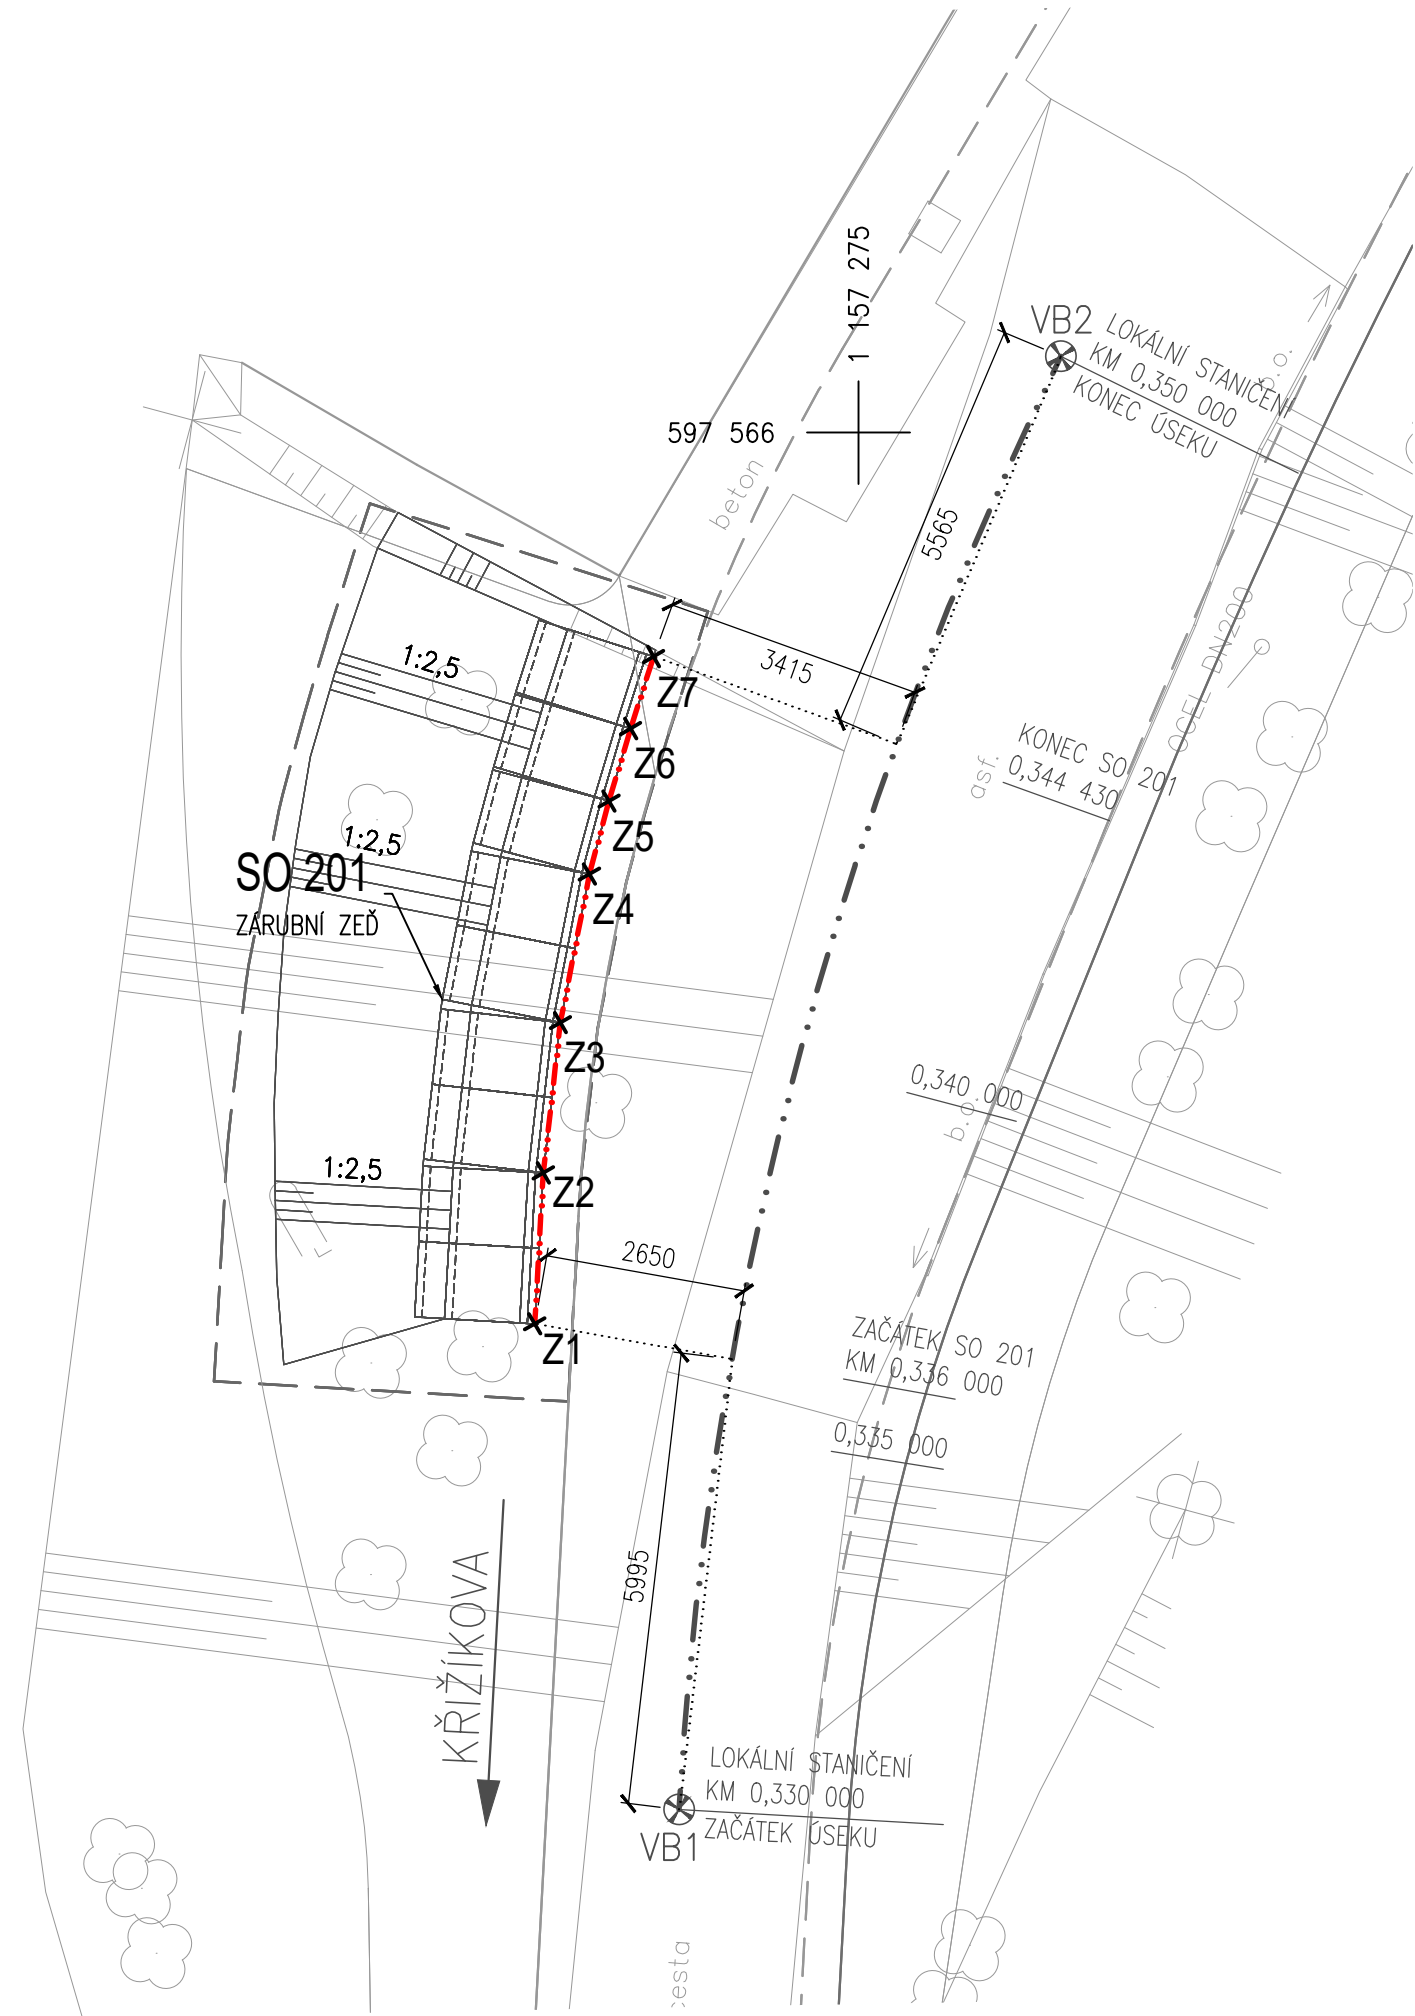 1 157 275
597 566
VB2
LOKÁLNÍ STANIČENÍ
KM 0,350 000
KONEC ÚSEKU
b.o.
beton
5565
3415
OCEL DN200
1:2,5
Z7
Z6
KONEC SO 201
0,344 430
asf.
Z5
1:2,5
SO 201
ZÁRUBNÍ ZEĎ
Z4
Z3
0,340 000
b.o.
1:2,5
Z2
2650
Z1
ZAČÁTEK SO 201
KM 0,336 000
0,335 000
5995
KŘIŽÍKOVA
LOKÁLNÍ STANIČENÍ
KM 0,330 000
ZAČÁTEK ÚSEKU
VB1
cesta